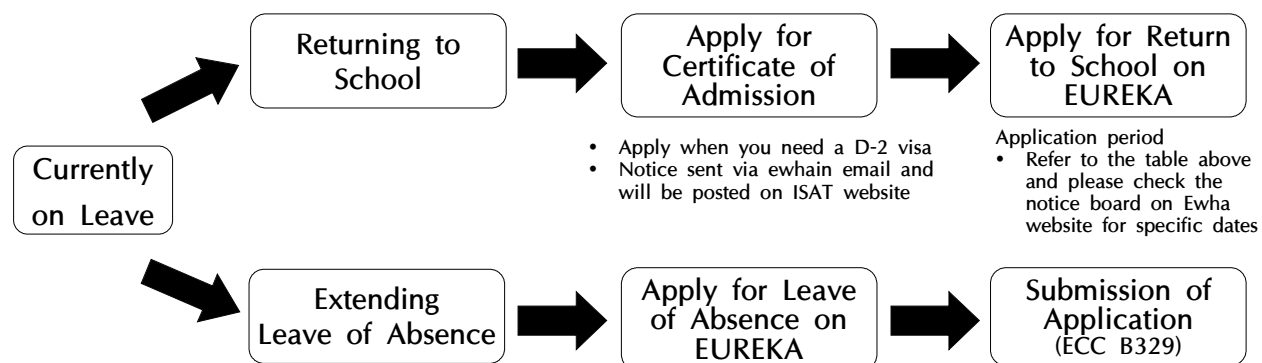 Currently
on Leave
Returning to
School
Apply for
Certificate of
Admission
• Apply when you need a D-2 visa
• Notice sent via ewhain email and
will be posted on ISAT website
Apply for Return
to School on
EUREKA
Application period
• Refer to the table above
and please check the
notice board on Ewha
website for specific dates
Extending
Leave of Absence
Apply for Leave
of Absence on
EUREKA
Submission of
Application
(ECC B329)